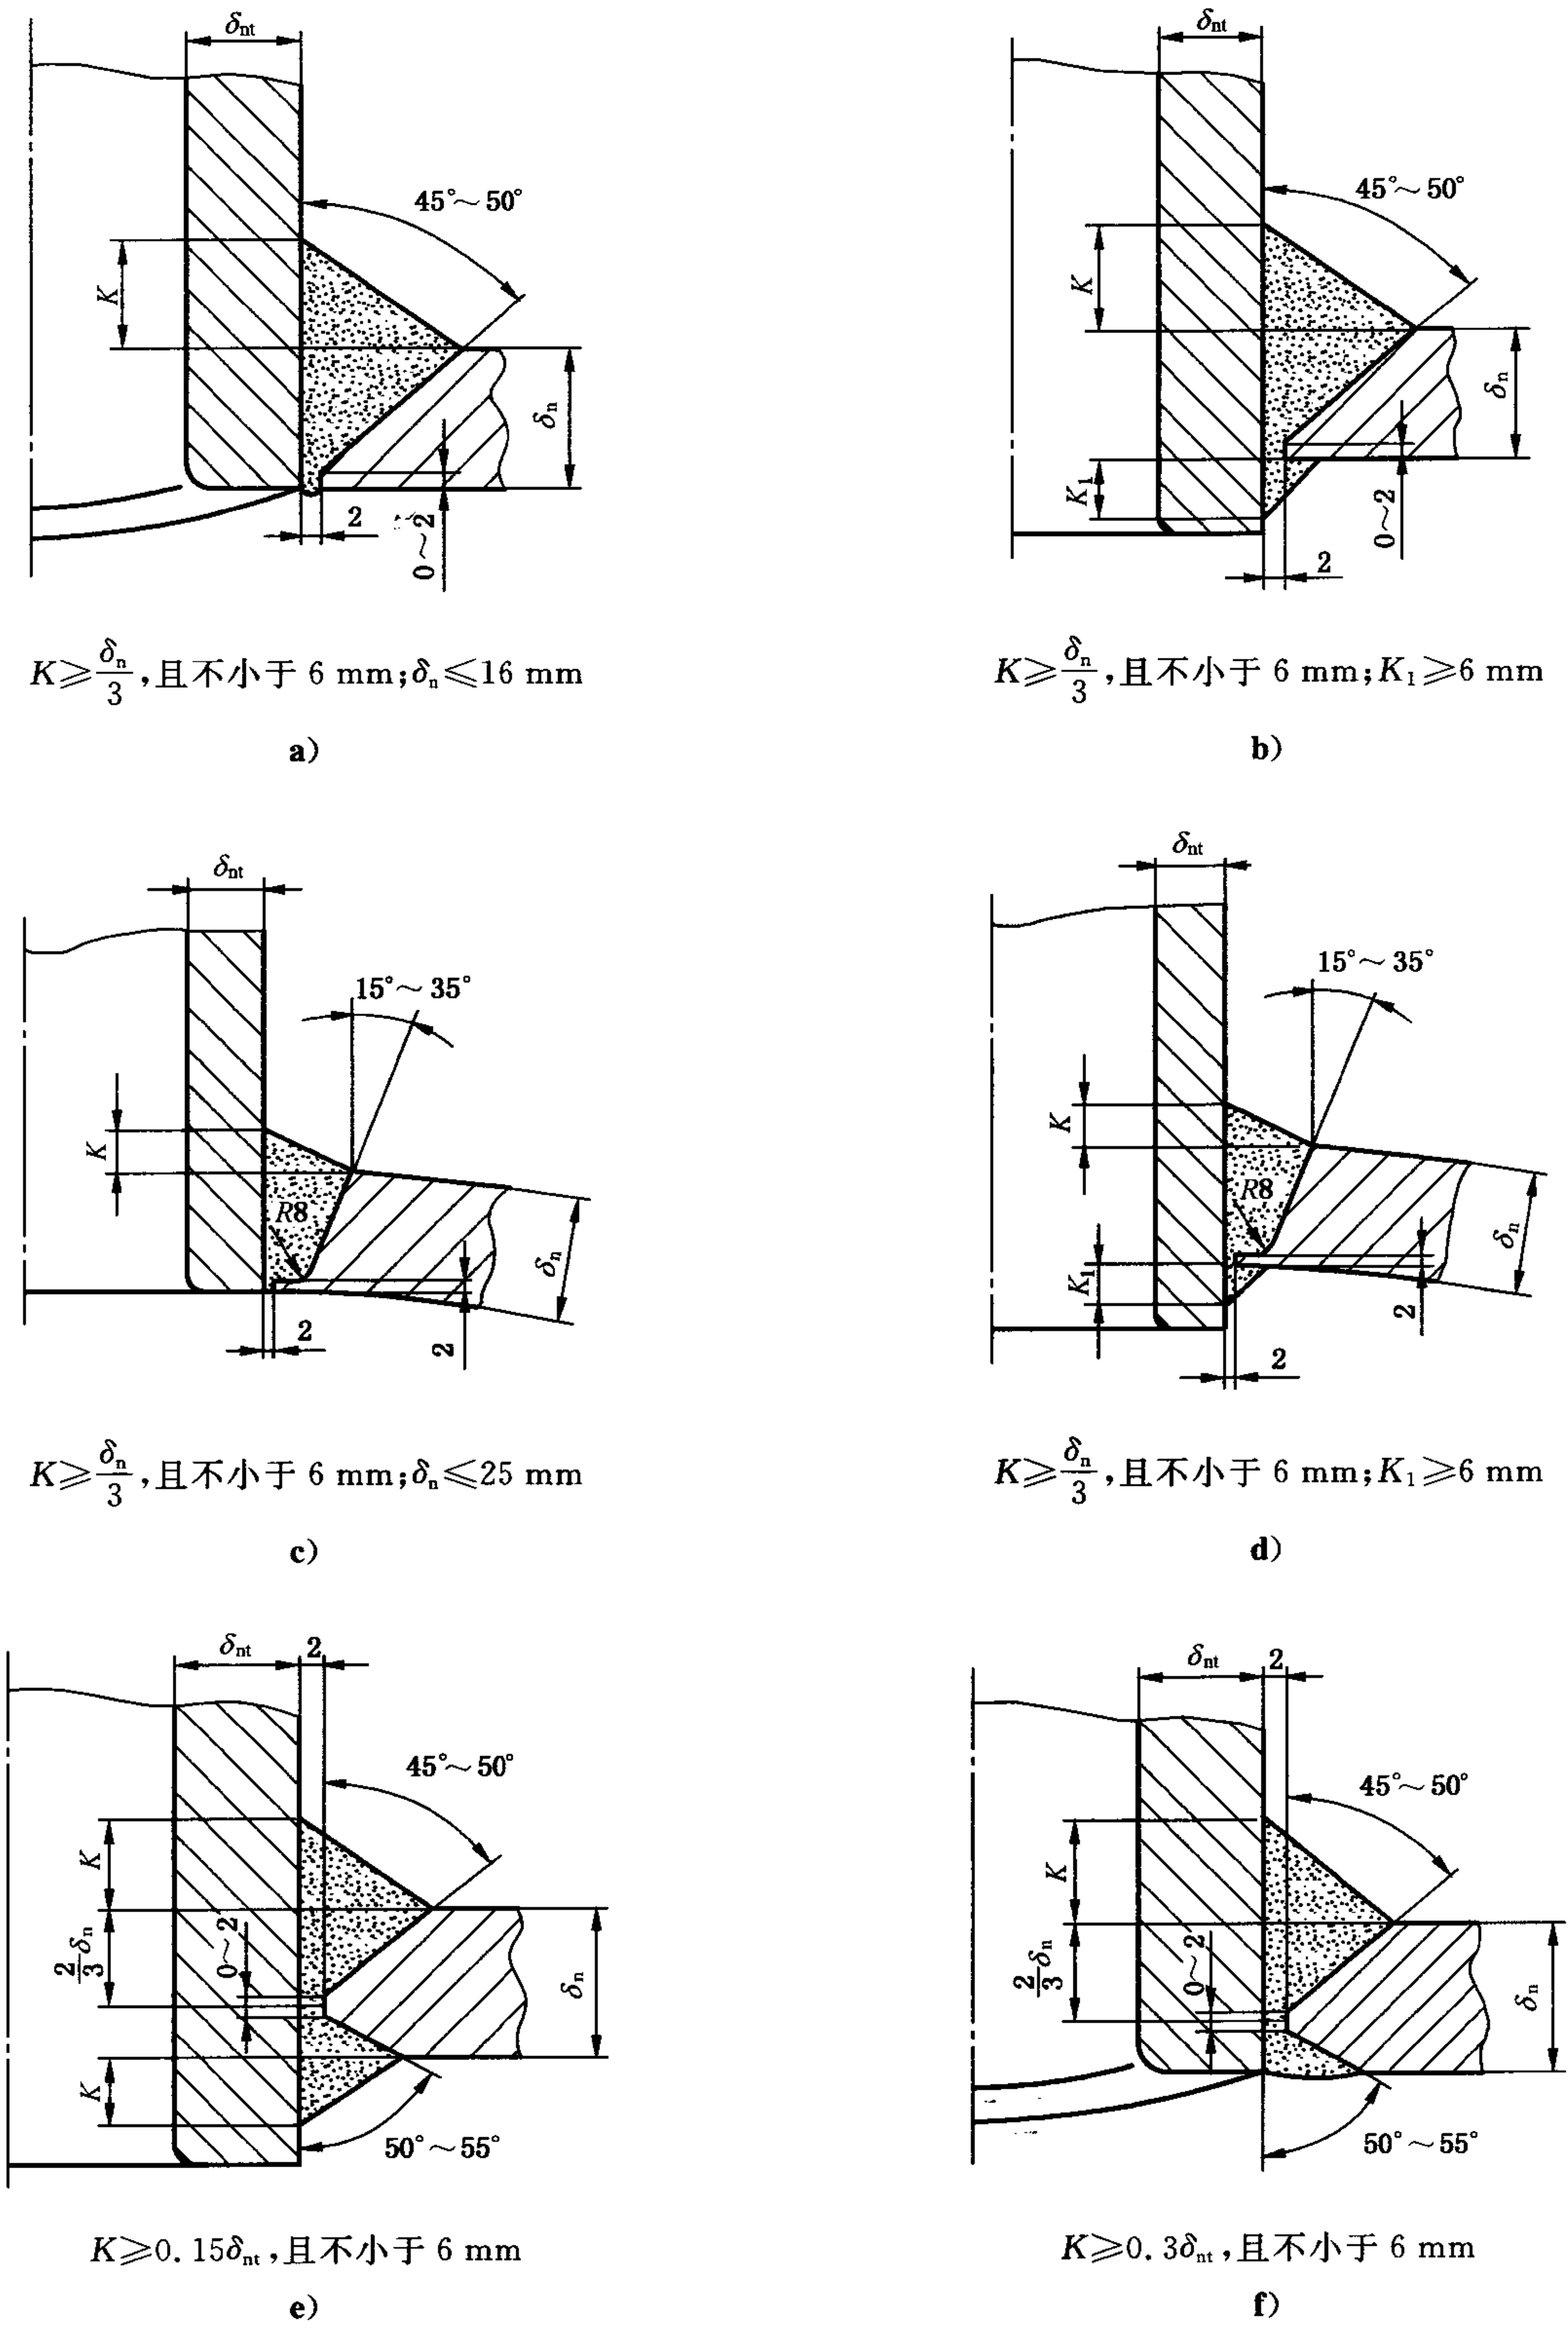 δnt
45°～50°
K
δn
2
0～2
K≥δn/3,且不小于 6 mm;δn≤16 mm
a)
δnt
45°～50°
K
δn
K1
0～2
2
K≥δn/3,且不小于 6 mm;K1≥6 mm
b)
δnt
15°～35°
K
R8
δn
2
2
K≥δn/3,且不小于 6 mm;δn≤25 mm
c)
δnt
15°～35°
K
R8
δn
K1
2
2
K≥δn/3,且不小于 6 mm;K1≥6 mm
d)
δnt
2
45°～50°
K
2/3δn
0～2
δn
K
50°～55°
K≥0.15δnt,且不小于 6 mm
e)
δnt
2
45°～50°
K
2/3δn
0～2
δn
50°～55°
K≥0.3δnt,且不小于 6 mm
f)